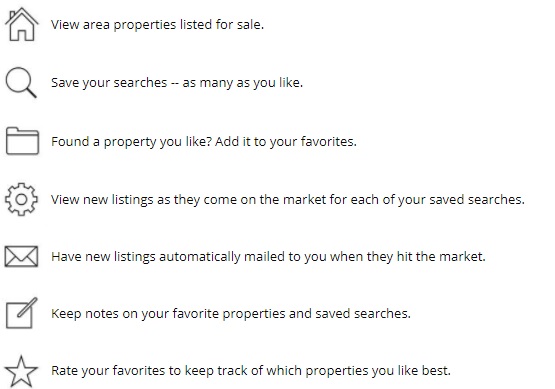 View area properties listed for sale.
Save your searches -- as many as you like.
Found a property you like? Add it to your favorites.
View new listings as they come on the market for each of your saved searches.
Have new listings automatically mailed to you when they hit the market.
Keep notes on your favorite properties and saved searches.
Rate your favorites to keep track of which properties you like best.